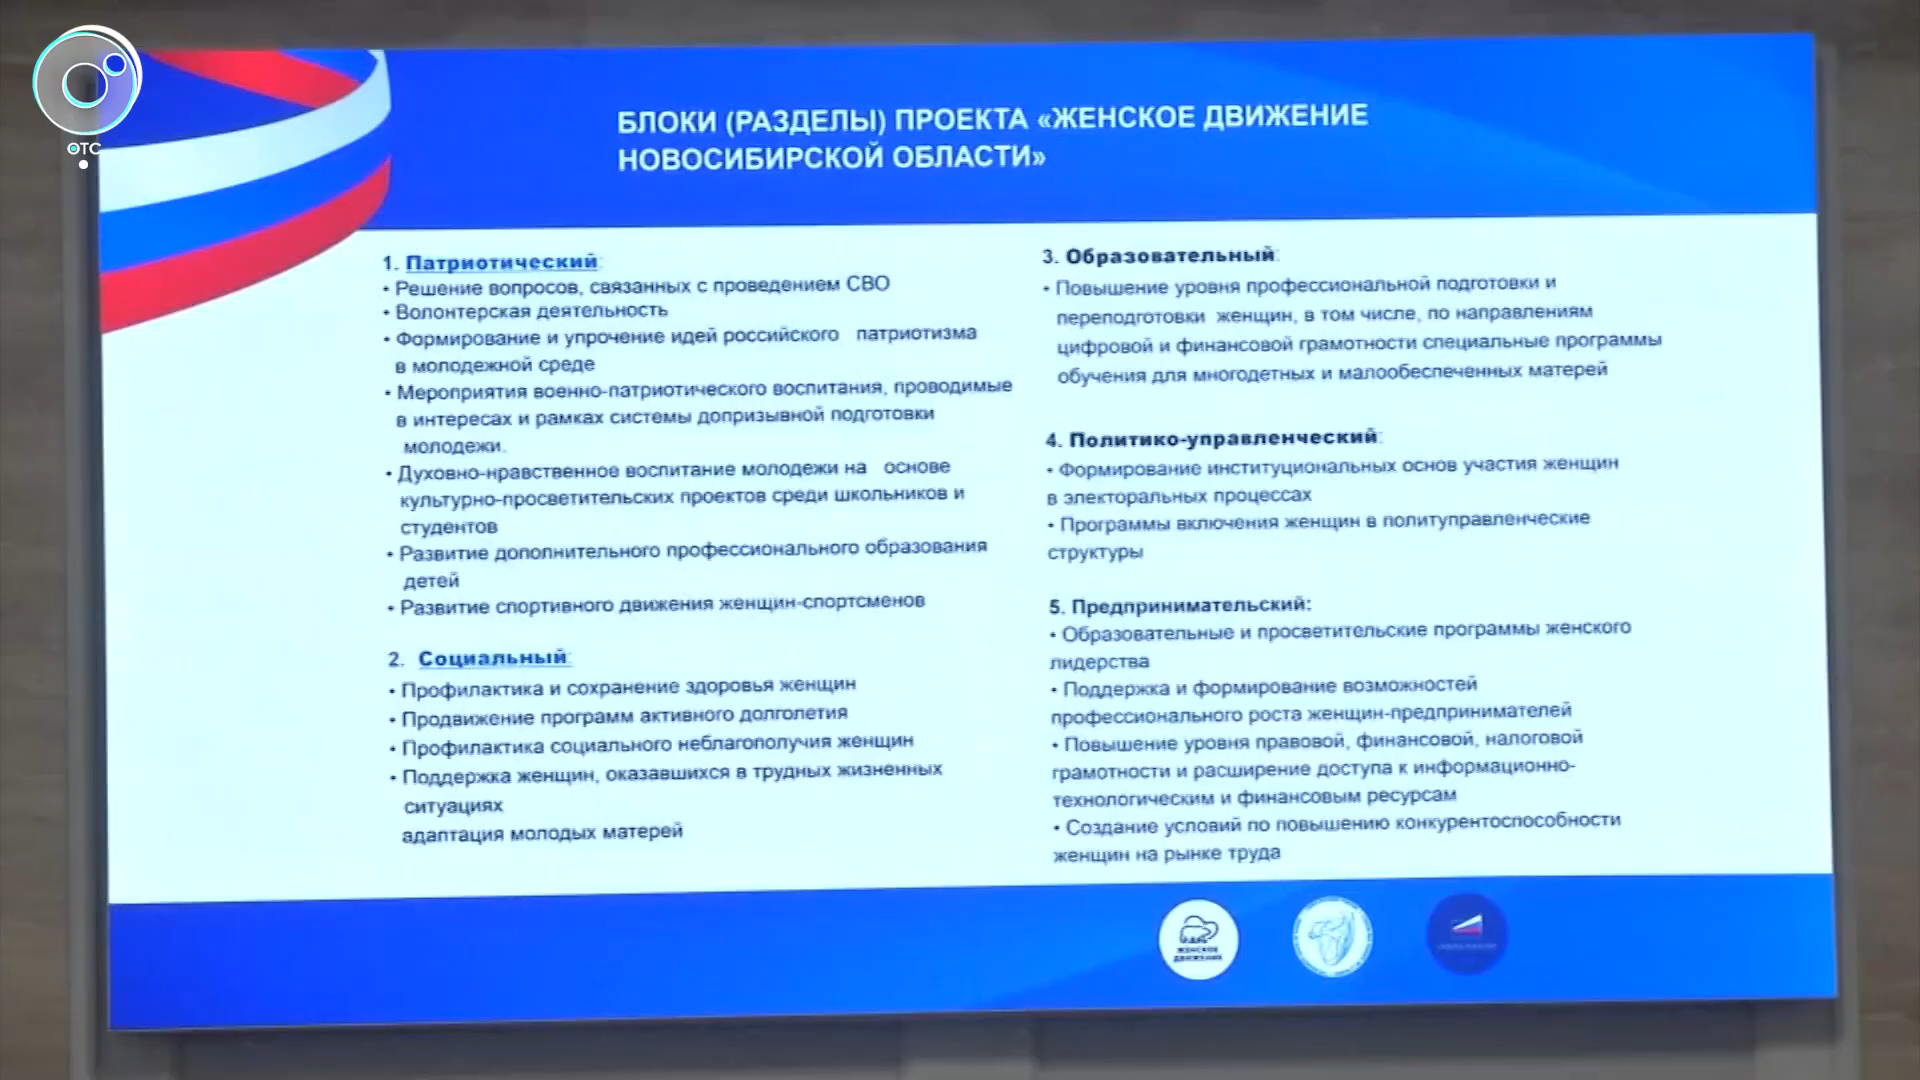 ОТС
БЛОКИ (РАЗДЕЛЫ) ПРОЕКТА «ЖЕНСКОЕ ДВИЖЕНИЕ
НОВОСИБИРСКОЙ ОБЛАСТИ»
1. Патриотический:
• Решение вопросов, связанных с проведением СВО
• Волонтерская деятельность
• Формирование и упрочение идей российского патриотизма
в молодежной среде
• Мероприятия военно-патриотического воспитания, проводимые
в интересах и рамках системы допризывной подготовки
молодежи.
• Духовно-нравственное воспитание молодежи на основе
культурно-просветительских проектов среди школьников и
студентов
• Развитие дополнительного профессионального образования
детей
• Развитие спортивного движения женщин-спортсменов
2. Социальный:
• Профилактика и сохранение здоровья женщин
• Продвижение программ активного долголетия
• Профилактика социального неблагополучия женщин
• Поддержка женщин, оказавшихся в трудных жизненных
ситуациях
адаптация молодых матерей
3. Образовательный:
• Повышение уровня профессиональной подготовки и
переподготовки женщин, в том числе, по направлениям
цифровой и финансовой грамотности специальные программы
обучения для многодетных и малообеспеченных матерей
4. Политико-управленческий:
• Формирование институциональных основ участия женщин
в электоральных процессах
• Программы включения женщин в политуправленческие
структуры
5. Предпринимательский:
• Образовательные и просветительские программы женского
лидерства
• Поддержка и формирование возможностей
профессионального роста женщин-предпринимателей
• Повышение уровня правовой, финансовой, налоговой
грамотности и расширение доступа к информационно-
технологическим и финансовым ресурсам
• Создание условий по повышению конкурентоспособности
женщин на рынке труда
ЖЕНСКОЕ
ДВИЖЕНИЕ